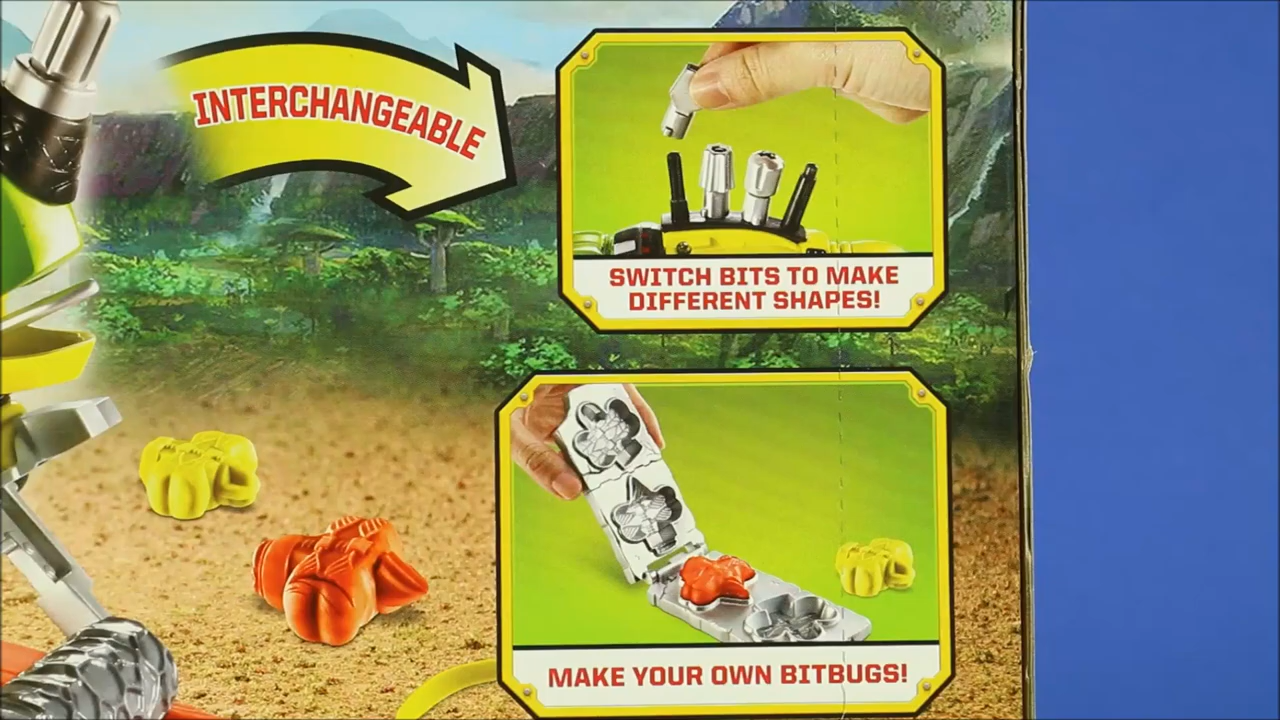 INTERCHANGEABLE
SWITCH BITS TO MAKE
DIFFERENT SHAPES!
MAKE YOUR OWN BITBUGS!